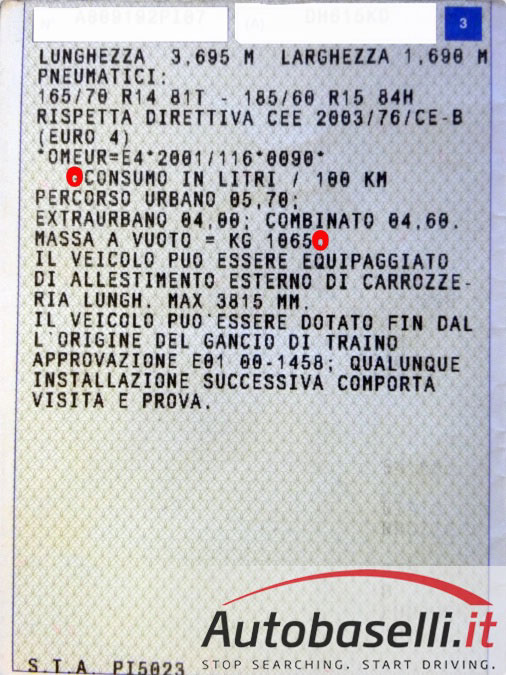 3
LUNGHEZZA 3,695 M LARGHEZZA 1,690 M
PNEUMATICI:
165/70 R14 81T - 185/60 R15 84H
RISPETTA DIRETTIVA CEE 2003/76/CE-B
(EURO 4)
*OMEUR=E4*2001/116*0090*
CONSUMO IN LITRI / 100 KM
PERCORSO URBANO 05,70;
EXTRAURBANO 04,00; COMBINATO 04,60.
MASSA A VUOTO = KG 1065
IL VEICOLO PUO ESSERE EQUIPAGGIATO
DI ALLESTIMENTO ESTERNO DI CARROZZE-
RIA LUNGH. MAX 3815 MM.
IL VEICOLO PUO'ESSERE DOTATO FIN DAL
L'ORIGINE DEL GANCIO DI TRAINO
APPROVAZIONE E01 00-1458; QUALUNQUE
INSTALLAZIONE SUCCESSIVA COMPORTA
VISITA E PROVA.
Autobaselli.it
STOP SEARCHING. START DRIVING.
S.T.A. PI5023